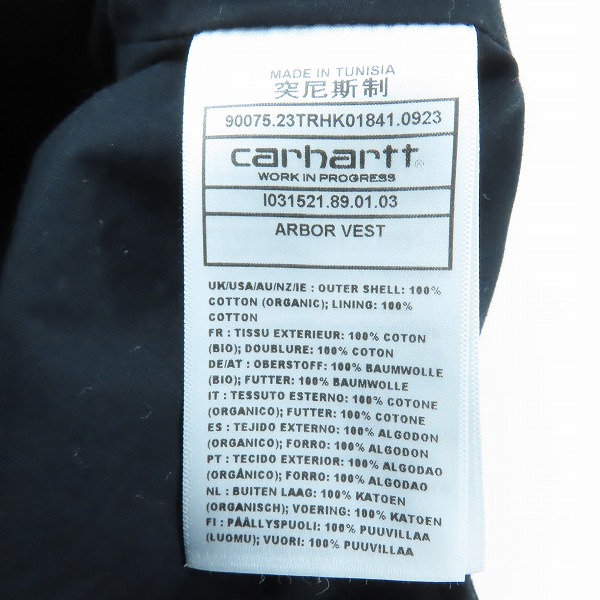 MADE IN TUNISIA
突尼斯制
90075.23TRHK01841.0923
carhartt®
WORK IN PROGRESS
I031521.89.01.03
ARBOR VEST
UK/USA/AU/NZ/IE : OUTER SHELL: 100%
COTTON (ORGANIC); LINING: 100%
COTTON
FR : TISSU EXTERIEUR: 100% COTON
(BIO); DOUBLURE: 100% COTON
DE/AT : OBERSTOFF: 100% BAUMWOLLE
(BIO); FUTTER: 100% BAUMWOLLE
IT : TESSUTO ESTERNO: 100% COTONE
(ORGANICO); FUTTER: 100% COTONE
ES : TEJIDO EXTERIOR: 100% ALGODON
(ORGANICO); FORRO: 100% ALGODON
PT : TECIDO EXTERIOR: 100% ALGODAO
(ORGÂNICO); FORRO: 100% ALGODAO
NL : BUITEN LAAG: 100% KATOEN
(ORGANISCH); VOERING: 100% KATOEN
FI : PÄÄLLYSPUOLI: 100% PUUVILLAA
(LUOMU); VUORI: 100% PUUVILLAA